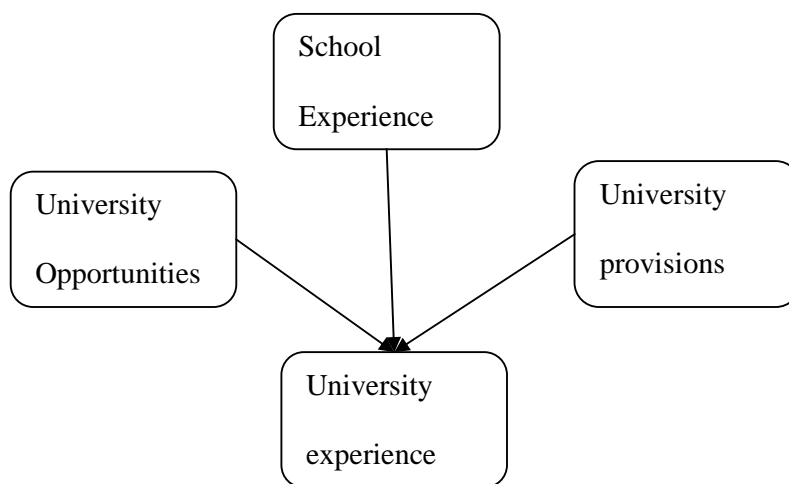 School
Experience
University
Opportunities
University
provisions
University
experience